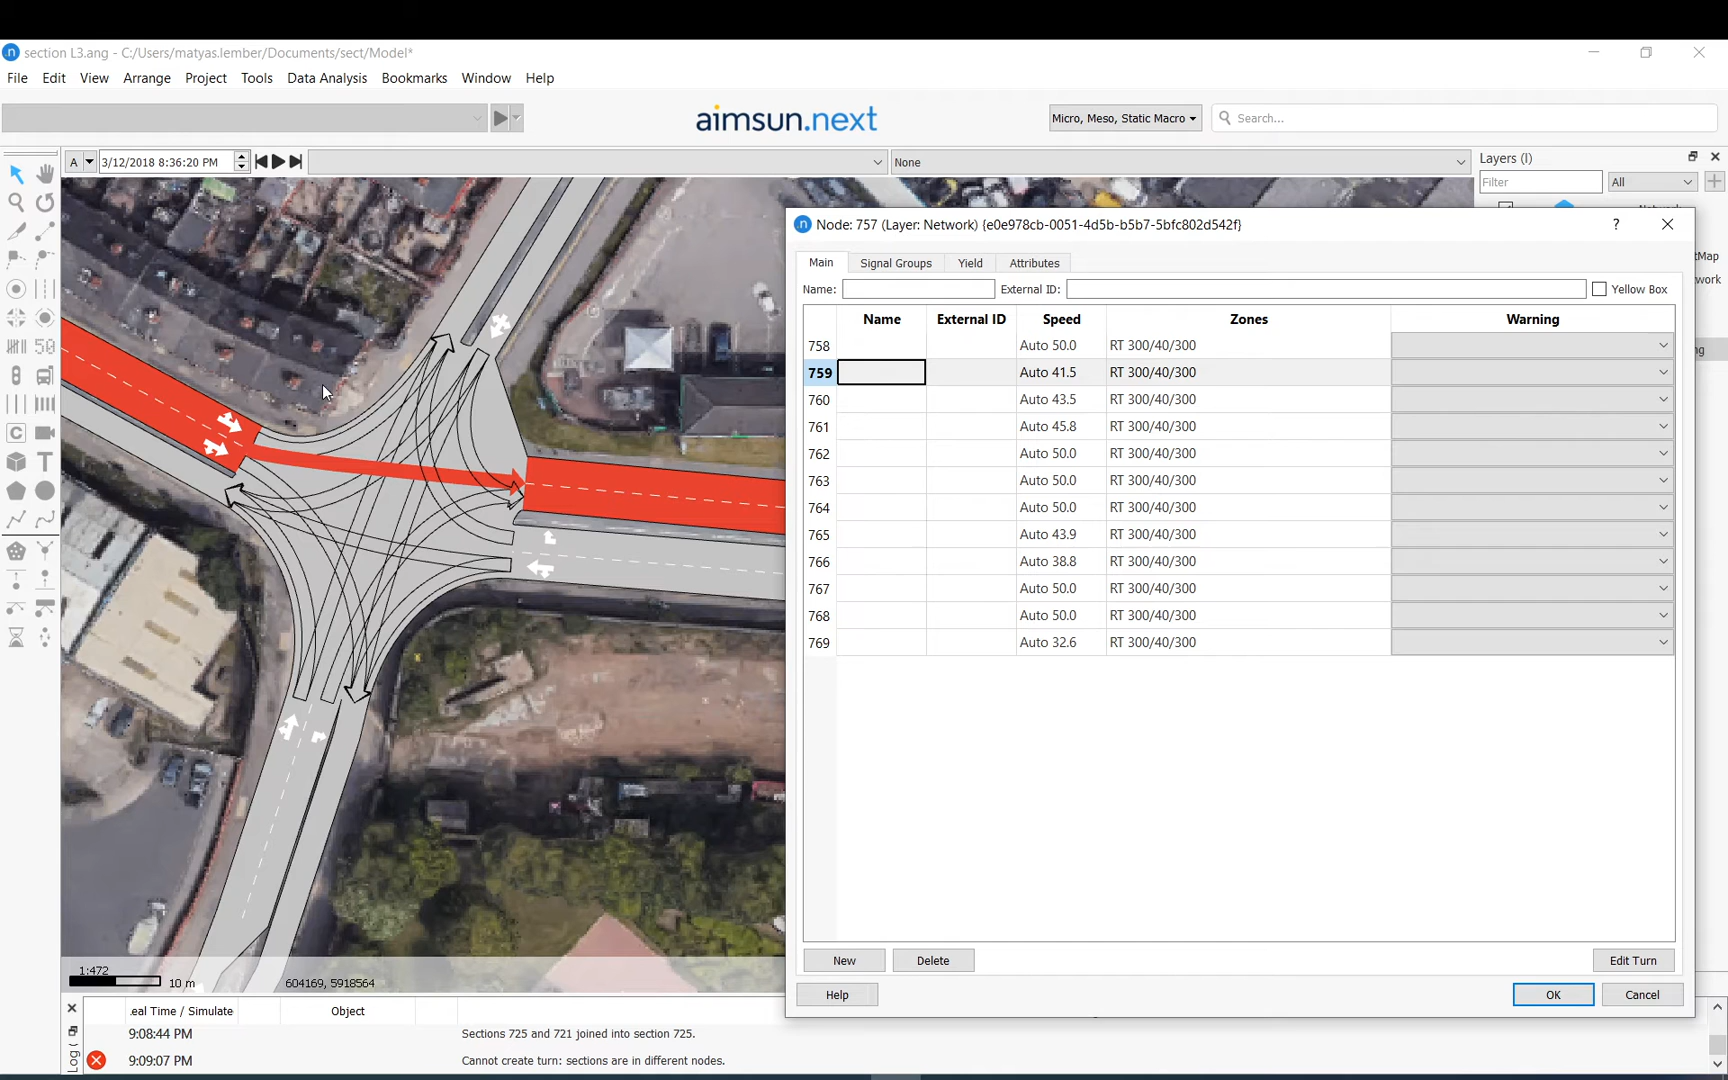 section L3.ang - C:/Users/matyas.lember/Documents/sect/Model*
File Edit View Arrange Project Tools Data Analysis Bookmarks Window Help
aimsun.next
Micro, Meso, Static Macro
Search...
A
3/12/2018 8:36:20 PM
None
Layers (l)
Filter
All
Node: 757 (Layer: Network) {e0e978cb-0051-4d5b-b5b7-5bfc802d542f}
?
Main Signal Groups Yield Attributes
Name:
External ID:
Yellow Box
Name External ID Speed Zones Warning
758 Auto 50.0 RT 300/40/300
759 Auto 41.5 RT 300/40/300
760 Auto 43.5 RT 300/40/300
761 Auto 45.8 RT 300/40/300
762 Auto 50.0 RT 300/40/300
763 Auto 50.0 RT 300/40/300
764 Auto 50.0 RT 300/40/300
765 Auto 43.9 RT 300/40/300
766 Auto 38.8 RT 300/40/300
767 Auto 50.0 RT 300/40/300
768 Auto 50.0 RT 300/40/300
769 Auto 32.6 RT 300/40/300
New Delete Edit Turn
Help OK Cancel
1:472
10 m
604169, 5918564
.eal Time / Simulate Object
9:08:44 PM Sections 725 and 721 joined into section 725.
9:09:07 PM Cannot create turn: sections are in different nodes.
Log (